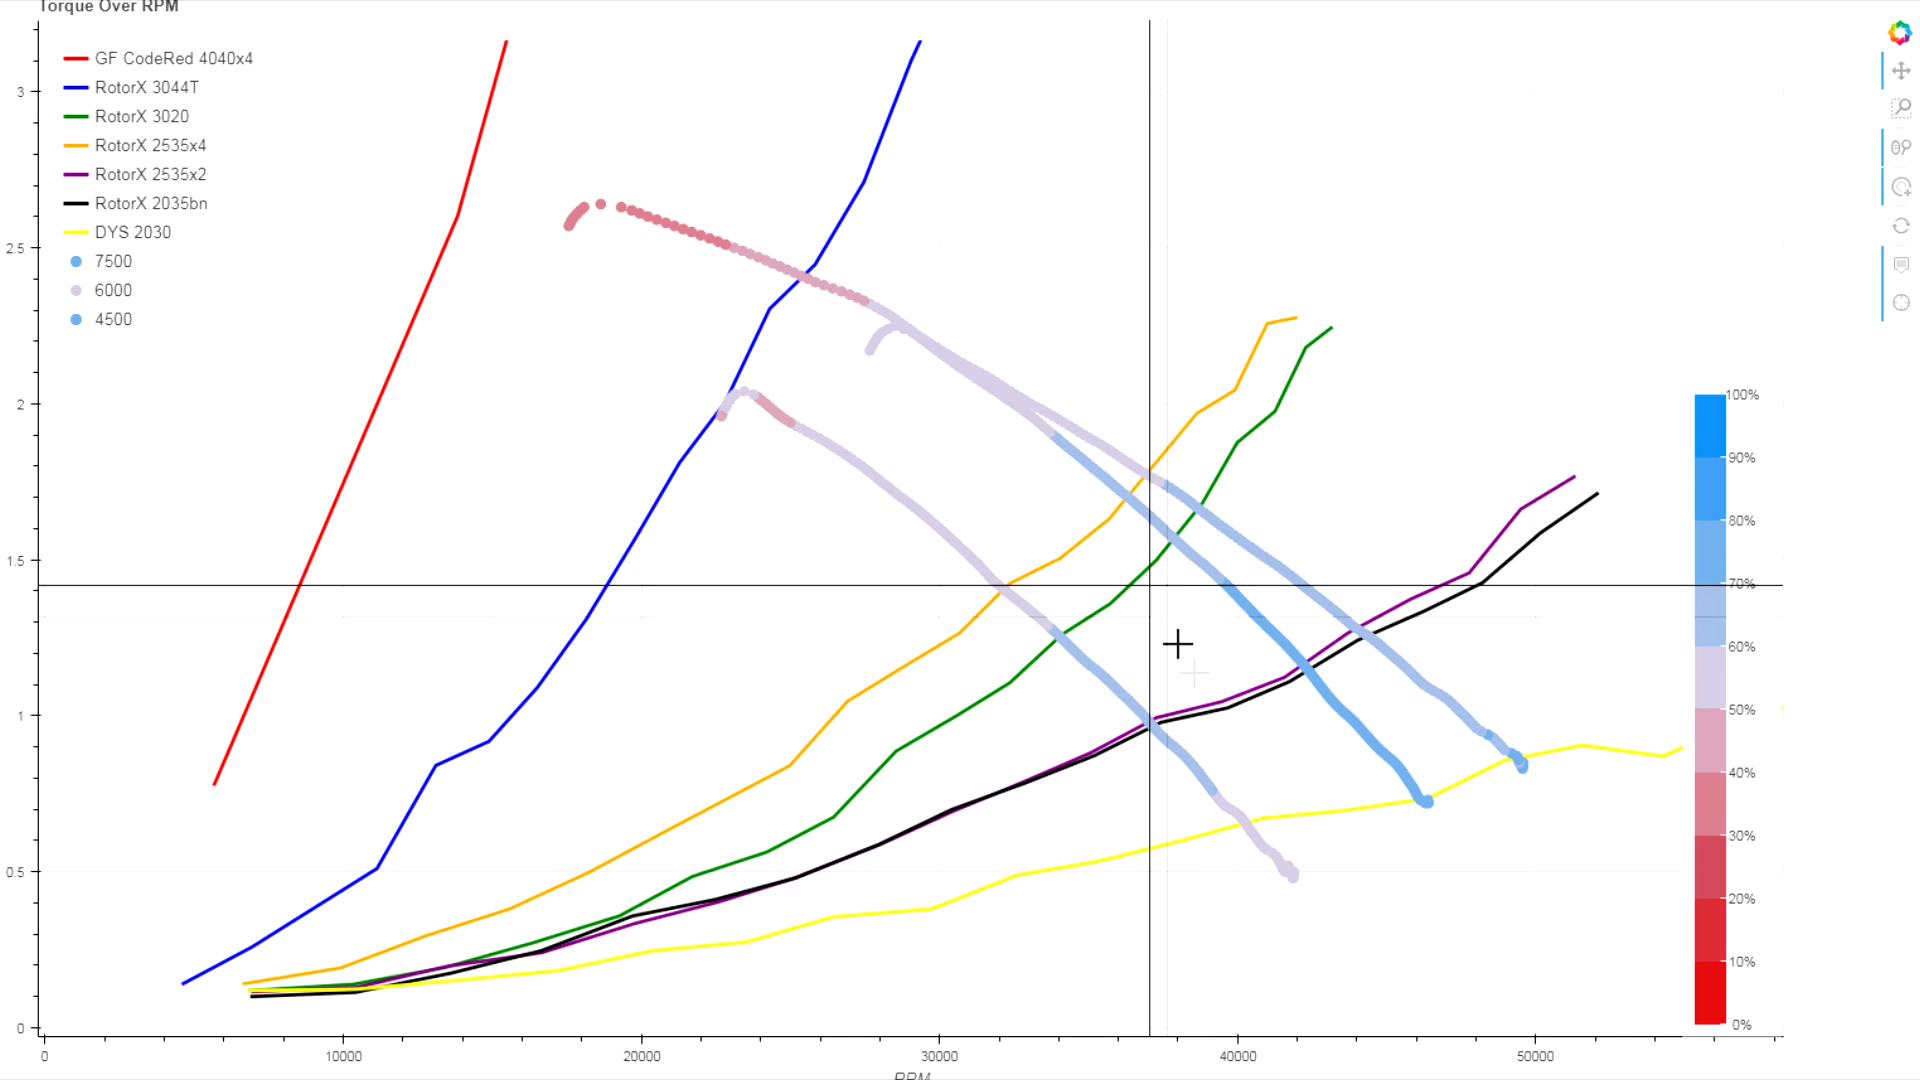 Torque Over RPM
GF CodeRed 4040x4
RotorX 3044T
RotorX 3020
RotorX 2535x4
RotorX 2535x2
RotorX 2035bn
DYS 2030
7500
6000
4500
3
2.5
2
1.5
1
0.5
0
0 10000 20000 30000 40000 50000
RPM
100%
90%
80%
70%
60%
50%
40%
30%
20%
10%
0%